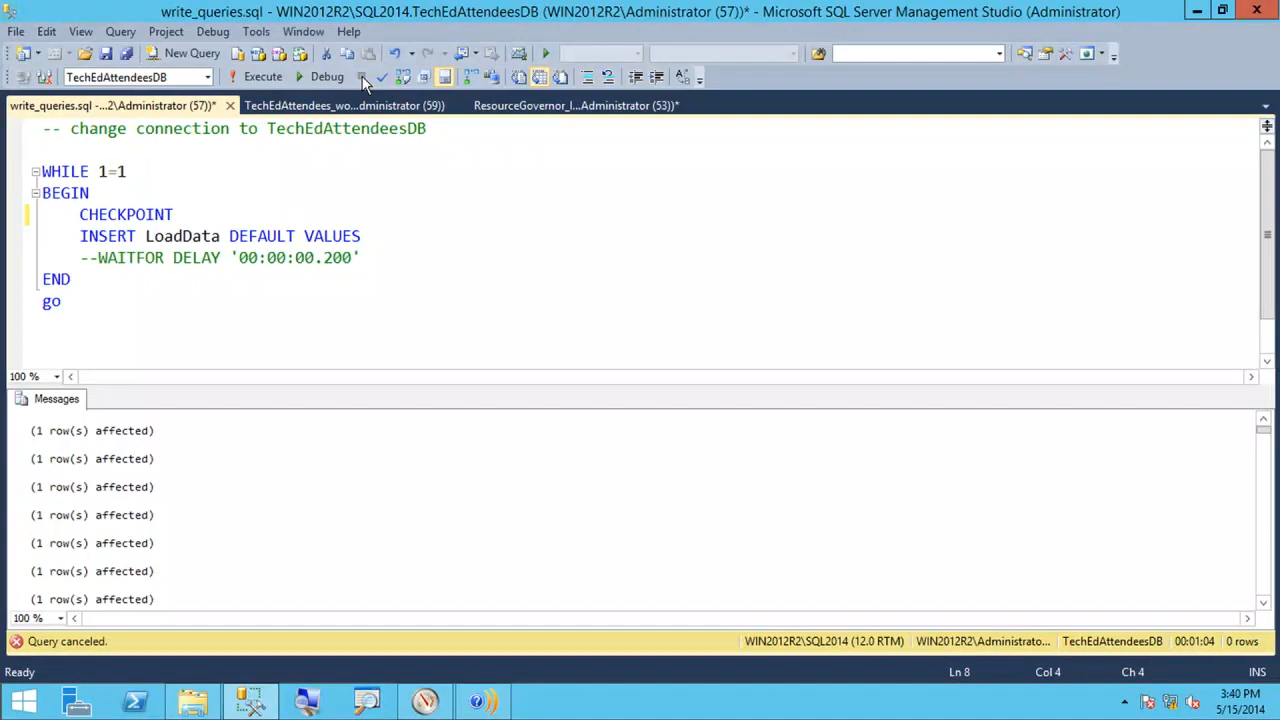 write_queries.sql - WIN2012R2\SQL2014.TechEdAttendeesDB (WIN2012R2\Administrator (57))* - Microsoft SQL Server Management Studio (Administrator)
File Edit View Query Project Debug Tools Window Help
New Query
TechEdAttendeesDB Execute Debug
write_queries.sql -...2\Administrator (57))* TechEdAttendees_wo...dministrator (59)) ResourceGovernor_I...Administrator (53))*
-- change connection to TechEdAttendeesDB
WHILE 1=1
BEGIN
CHECKPOINT
INSERT LoadData DEFAULT VALUES
--WAITFOR DELAY '00:00:00.200'
END
go
100 %
Messages
(1 row(s) affected)
(1 row(s) affected)
(1 row(s) affected)
(1 row(s) affected)
(1 row(s) affected)
(1 row(s) affected)
(1 row(s) affected)
100 %
Query canceled. WIN2012R2\SQL2014 (12.0 RTM) WIN2012R2\Administrato... TechEdAttendeesDB 00:01:04 0 rows
Ready Ln 8 Col 4 Ch 4 INS
3:40 PM
5/15/2014